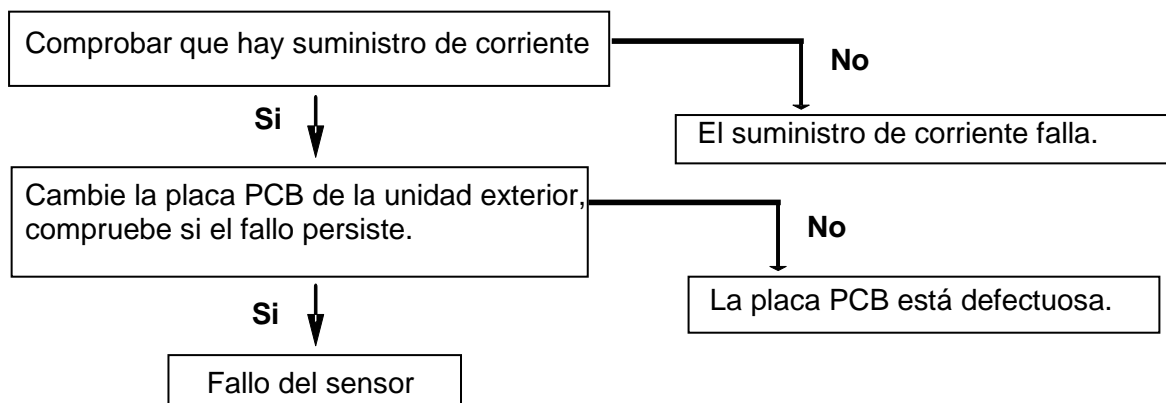 Comprobar que hay suministro de corriente
No
Si
El suministro de corriente falla.
Cambie la placa PCB de la unidad exterior,
compruebe si el fallo persiste.
No
Si
La placa PCB está defectuosa.
Fallo del sensor